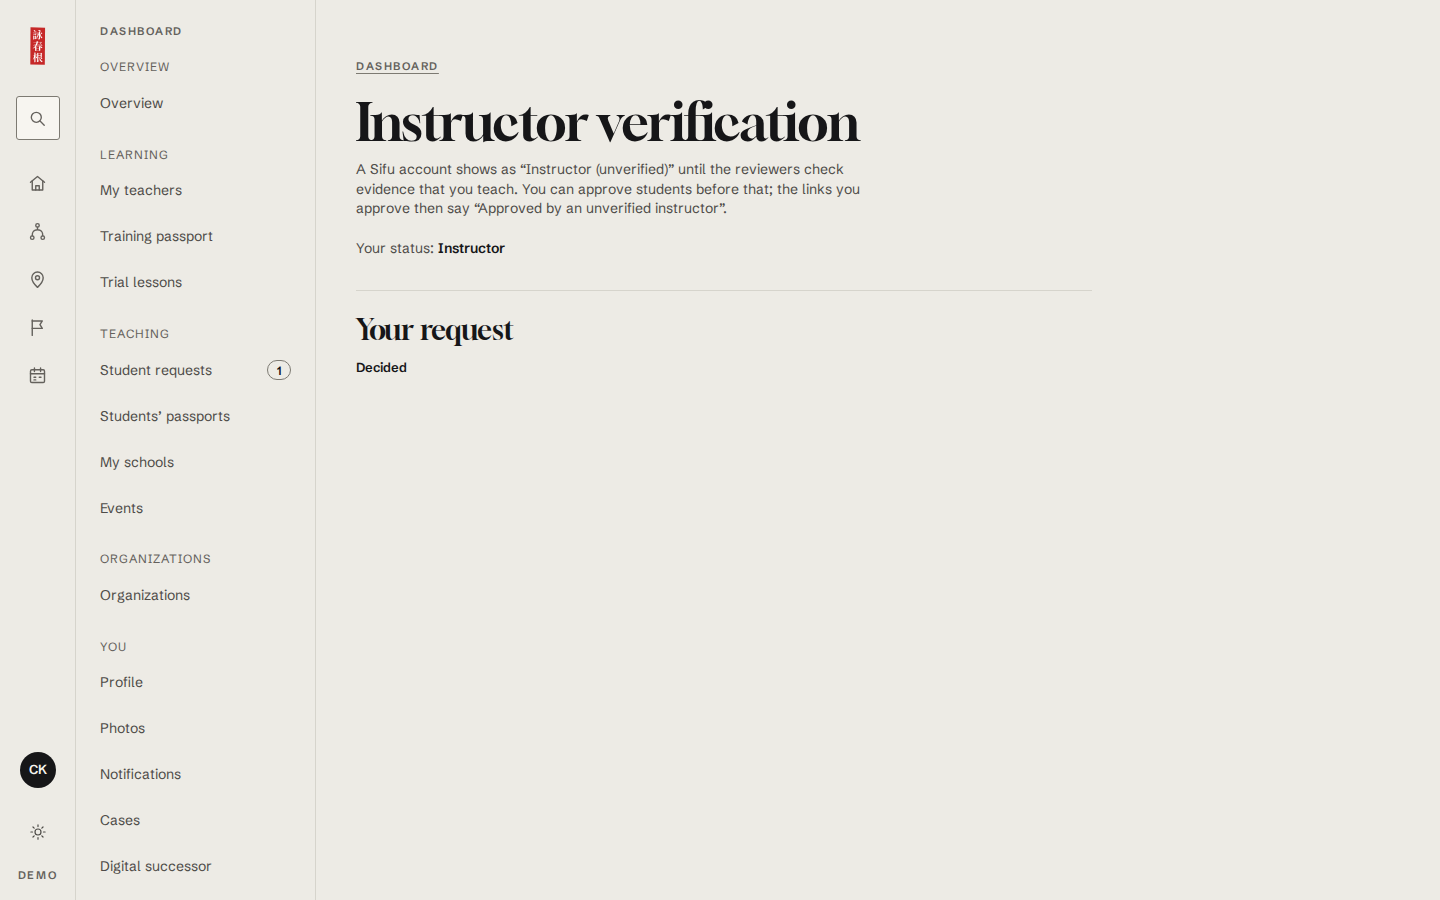 詠春根
DASHBOARD
OVERVIEW
Overview
LEARNING
My teachers
Training passport
Trial lessons
TEACHING
Student requests 1
Students’ passports
My schools
Events
ORGANIZATIONS
Organizations
YOU
Profile
Photos
Notifications
Cases
Digital successor
CK
DEMO
DASHBOARD
Instructor verification
A Sifu account shows as “Instructor (unverified)” until the reviewers check
evidence that you teach. You can approve students before that; the links you
approve then say “Approved by an unverified instructor”.
Your status: Instructor
Your request
Decided